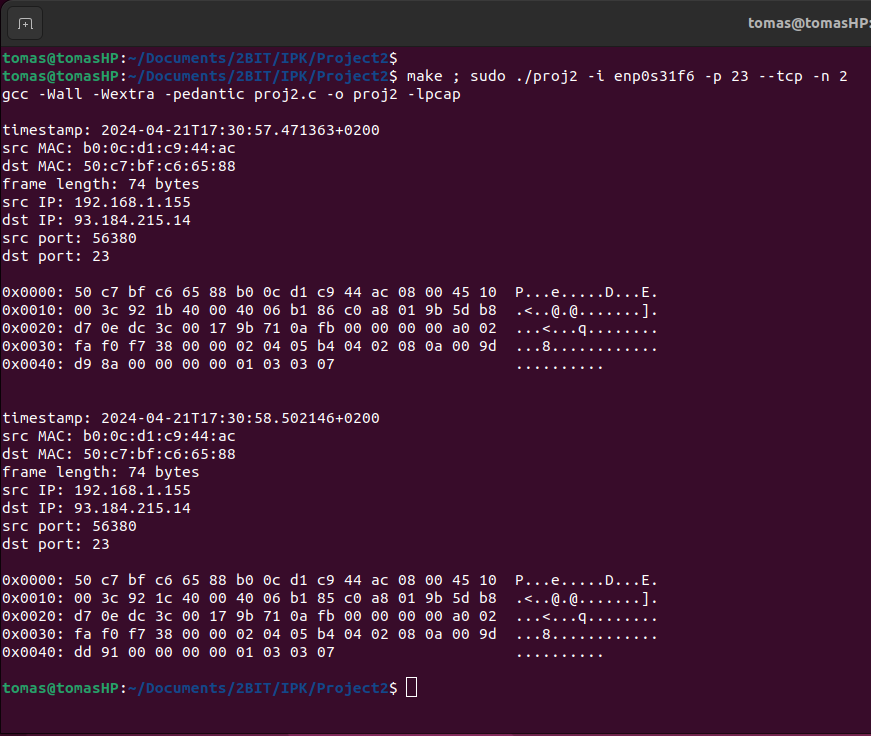 tomas@tomasHP:
tomas@tomasHP:~/Documents/2BIT/IPK/Project2$
tomas@tomasHP:~/Documents/2BIT/IPK/Project2$ make ; sudo ./proj2 -i enp0s31f6 -p 23 --tcp -n 2
gcc -Wall -Wextra -pedantic proj2.c -o proj2 -lpcap
timestamp: 2024-04-21T17:30:57.471363+0200
src MAC: b0:0c:d1:c9:44:ac
dst MAC: 50:c7:bf:c6:65:88
frame length: 74 bytes
src IP: 192.168.1.155
dst IP: 93.184.215.14
src port: 56380
dst port: 23
0x0000: 50 c7 bf c6 65 88 b0 0c d1 c9 44 ac 08 00 45 10  P...e.....D...E.
0x0010: 00 3c 92 1b 40 00 40 06 b1 86 c0 a8 01 9b 5d b8  .<..@.@.......].
0x0020: d7 0e dc 3c 00 17 9b 71 0a fb 00 00 00 00 a0 02  ...<...q........
0x0030: fa f0 f7 38 00 00 02 04 05 b4 04 02 08 0a 00 9d  ...8............
0x0040: d9 8a 00 00 00 00 01 03 03 07                    ..........
timestamp: 2024-04-21T17:30:58.502146+0200
src MAC: b0:0c:d1:c9:44:ac
dst MAC: 50:c7:bf:c6:65:88
frame length: 74 bytes
src IP: 192.168.1.155
dst IP: 93.184.215.14
src port: 56380
dst port: 23
0x0000: 50 c7 bf c6 65 88 b0 0c d1 c9 44 ac 08 00 45 10  P...e.....D...E.
0x0010: 00 3c 92 1c 40 00 40 06 b1 85 c0 a8 01 9b 5d b8  .<..@.@.......].
0x0020: d7 0e dc 3c 00 17 9b 71 0a fb 00 00 00 00 a0 02  ...<...q........
0x0030: fa f0 f7 38 00 00 02 04 05 b4 04 02 08 0a 00 9d  ...8............
0x0040: dd 91 00 00 00 00 01 03 03 07                    ..........
tomas@tomasHP:~/Documents/2BIT/IPK/Project2$